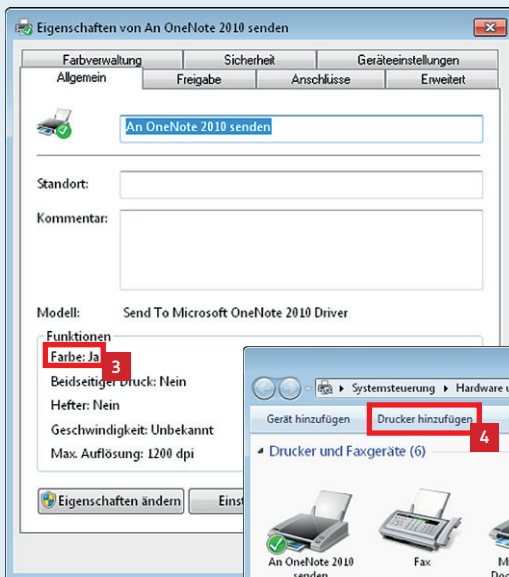 Eigenschaften von An OneNote 2010 senden
Farbverwaltung Sicherheit Geräteeinstellungen
Allgemein Freigabe Anschlüsse Erweitert
An OneNote 2010 senden
Standort:
Kommentar:
Modell: Send To Microsoft OneNote 2010 Driver
Funktionen
Farbe: Ja
3
Beidseitiger Druck: Nein
Hefter: Nein
Geschwindigkeit: Unbekannt
Max. Auflösung: 1200 dpi
Eigenschaften ändern
Systemsteuerung Hardware
Gerät hinzufügen Drucker hinzufügen
4
Drucker und Faxgeräte (6)
An OneNote 2010 Fax
senden